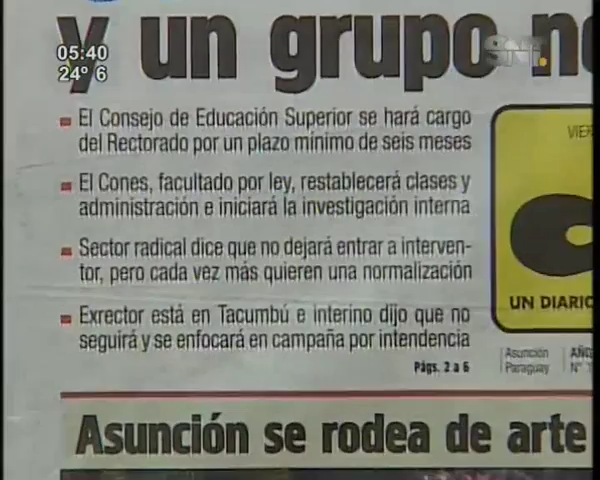 y un grupo
05:40
24° 6
SNT
El Consejo de Educación Superior se hará cargo
del Rectorado por un plazo mínimo de seis meses
El Cones, facultado por ley, restablecerá clases y
administración e iniciará la investigación interna
Sector radical dice que no dejará entrar a interven-
tor, pero cada vez más quieren una normalización
Exrector está en Tacumbú e interino dijo que no
seguirá y se enfocará en campaña por intendencia
Págs. 2 a 6
VIER
UN DIARIO
Asunción
Paraguay
AÑO
N°
Asunción se rodea de arte